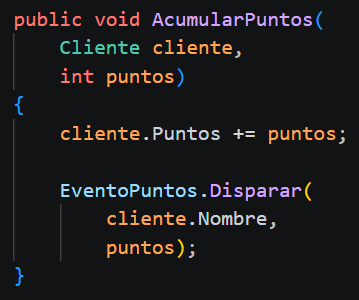 public void AcumularPuntos(
    Cliente cliente,
    int puntos)
{
    cliente.Puntos += puntos;

    EventoPuntos.Disparar(
        cliente.Nombre,
        puntos);
}